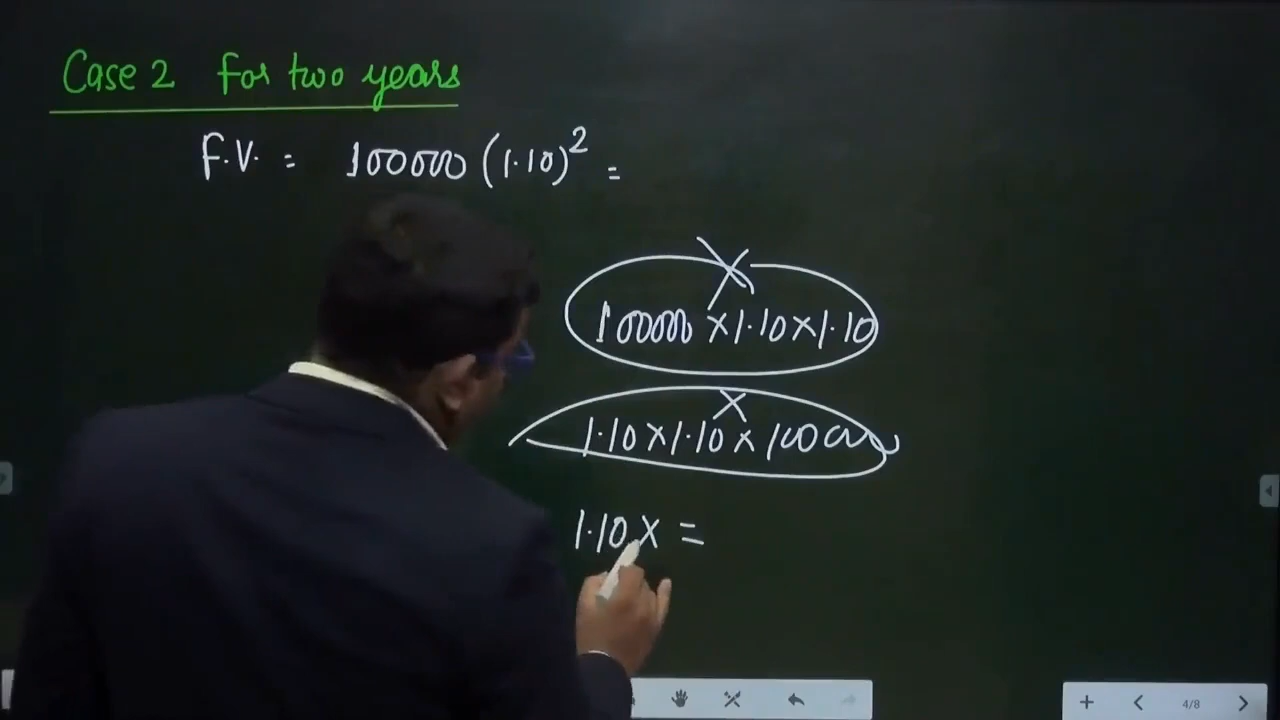 Case 2 for two years
F.V. = 100000 (1.10)² =
100000 x 1.10 x 1.10
1.10 x 1.10 x 10000
1.10 x =
4/8